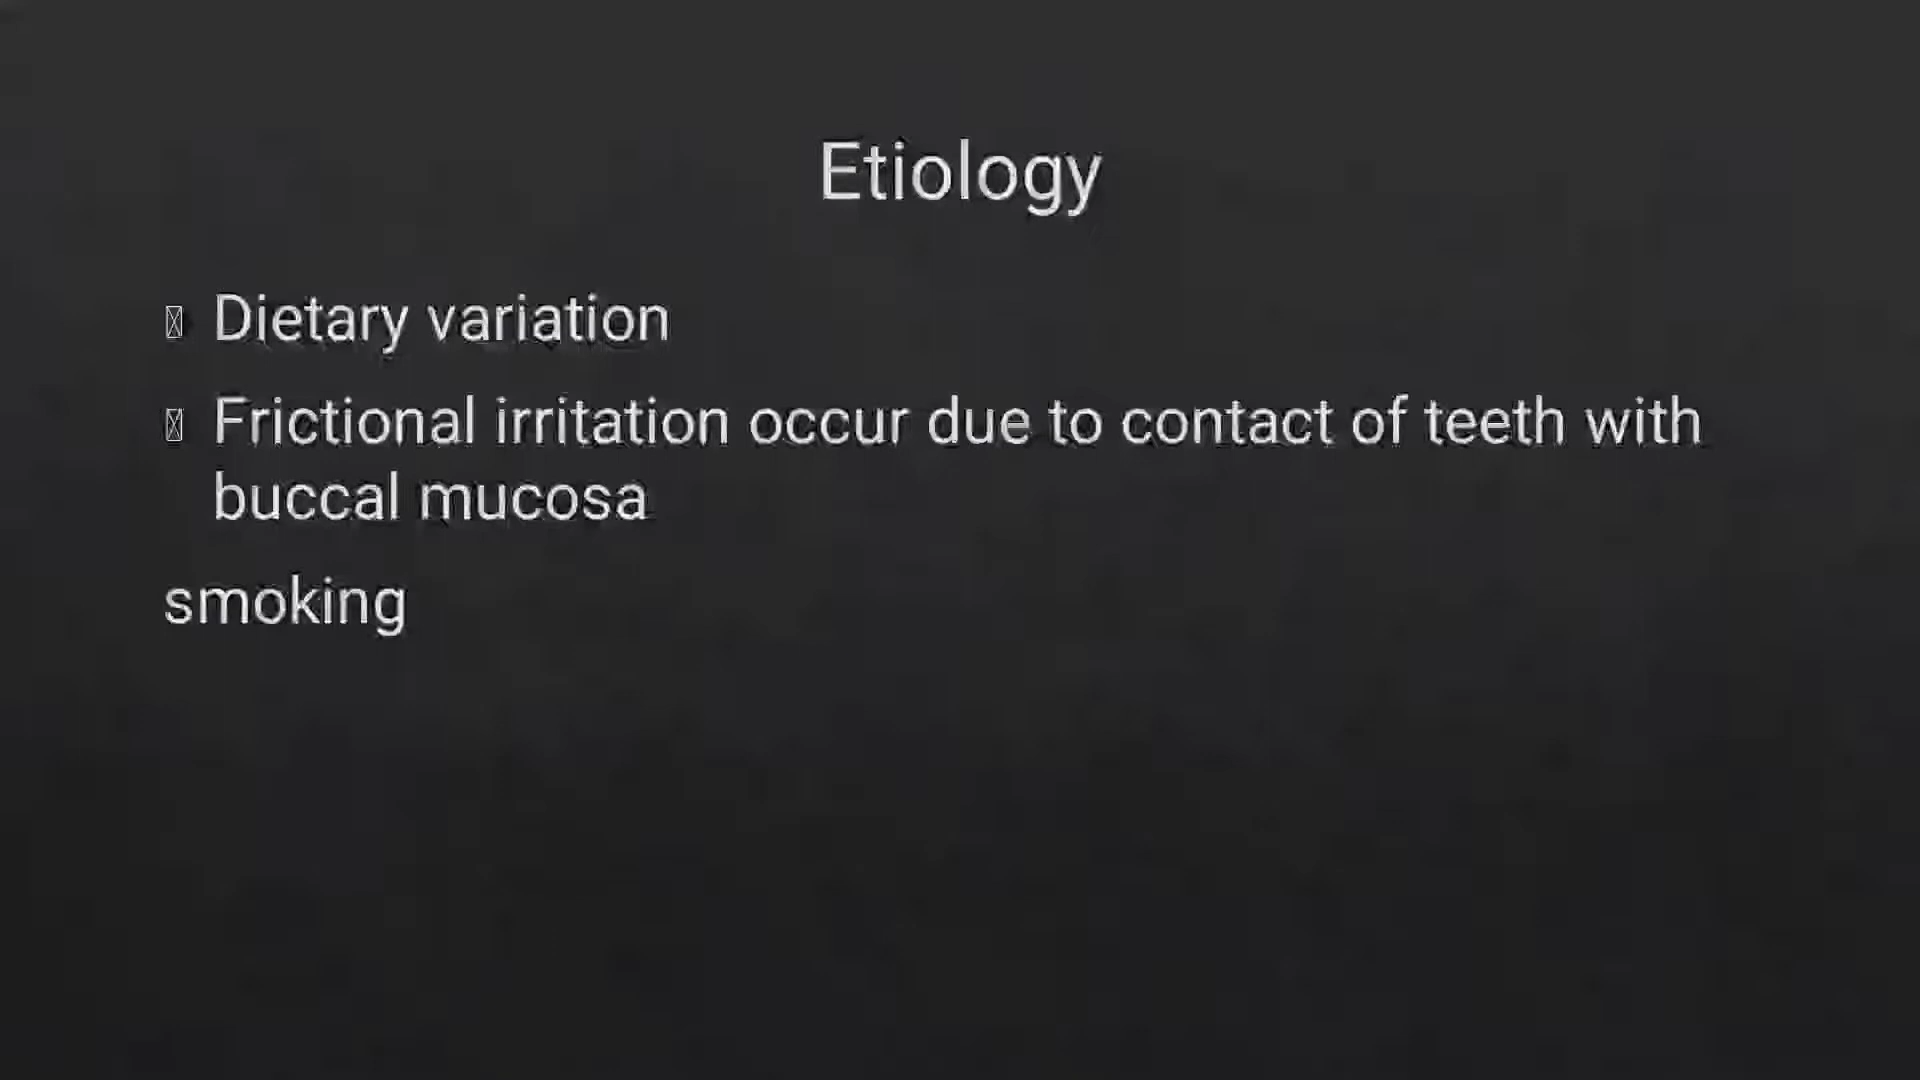 Etiology
Dietary variation
Frictional irritation occur due to contact of teeth with
buccal mucosa
smoking